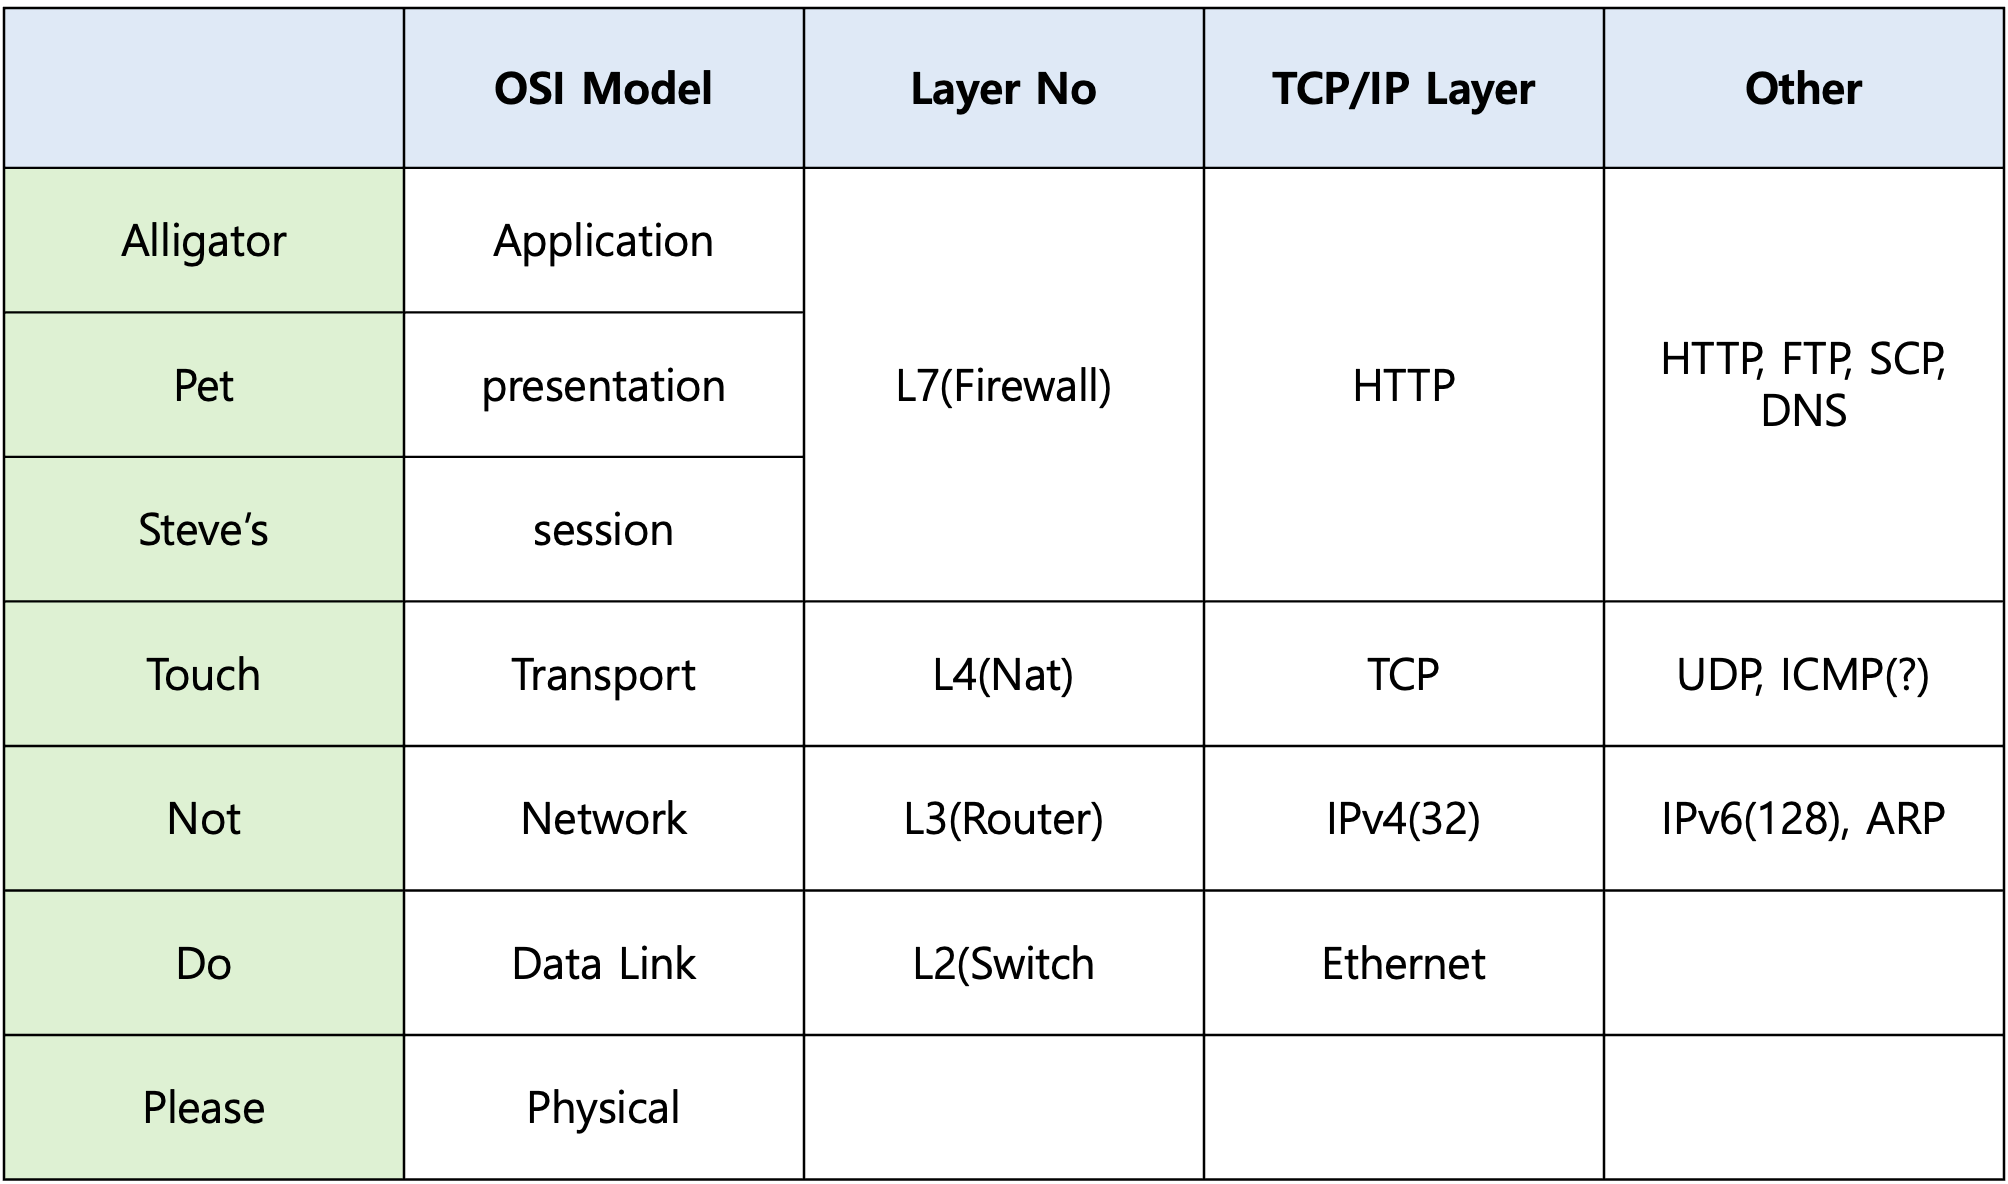 OSI Model
Layer No
TCP/IP Layer
Other
Alligator
Application
Pet
presentation
L7(Firewall)
HTTP
HTTP, FTP, SCP,
DNS
Steve’s
session
Touch
Transport
L4(Nat)
TCP
UDP, ICMP(?)
Not
Network
L3(Router)
IPv4(32)
IPv6(128), ARP
Do
Data Link
L2(Switch
Ethernet
Please
Physical